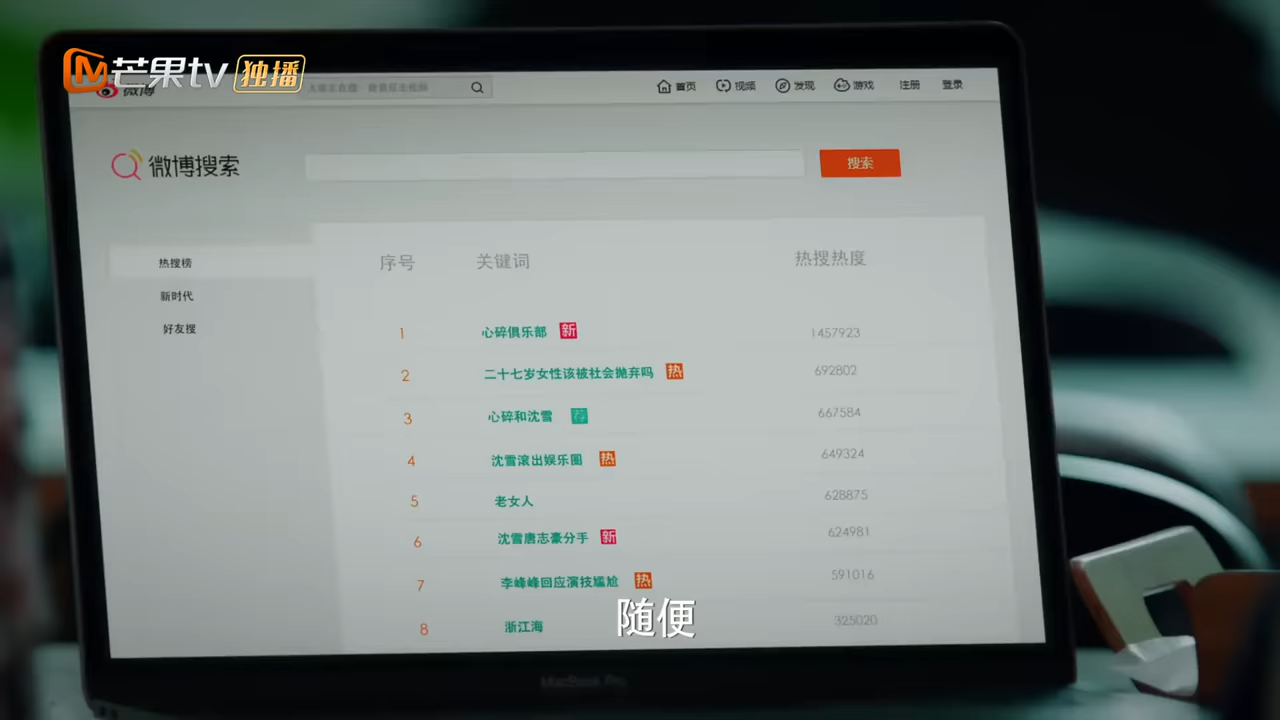 芒果tv 独播
微博
首页 视频 发现 游戏 注册 登录
微博搜索 搜索
热搜榜
新时代
好友搜
序号 关键词 热搜热度
1 心碎俱乐部 新 1457923
2 二十七岁女性该被社会抛弃吗 热 692802
3 心碎和沈雪 荐 667584
4 沈雪滚出娱乐圈 热 649324
5 老女人 628875
6 沈雪唐志豪分手 新 624981
7 李峰峰回应演技尴尬 热 591016
8 浙江海 325020
随便
MacBook Pro